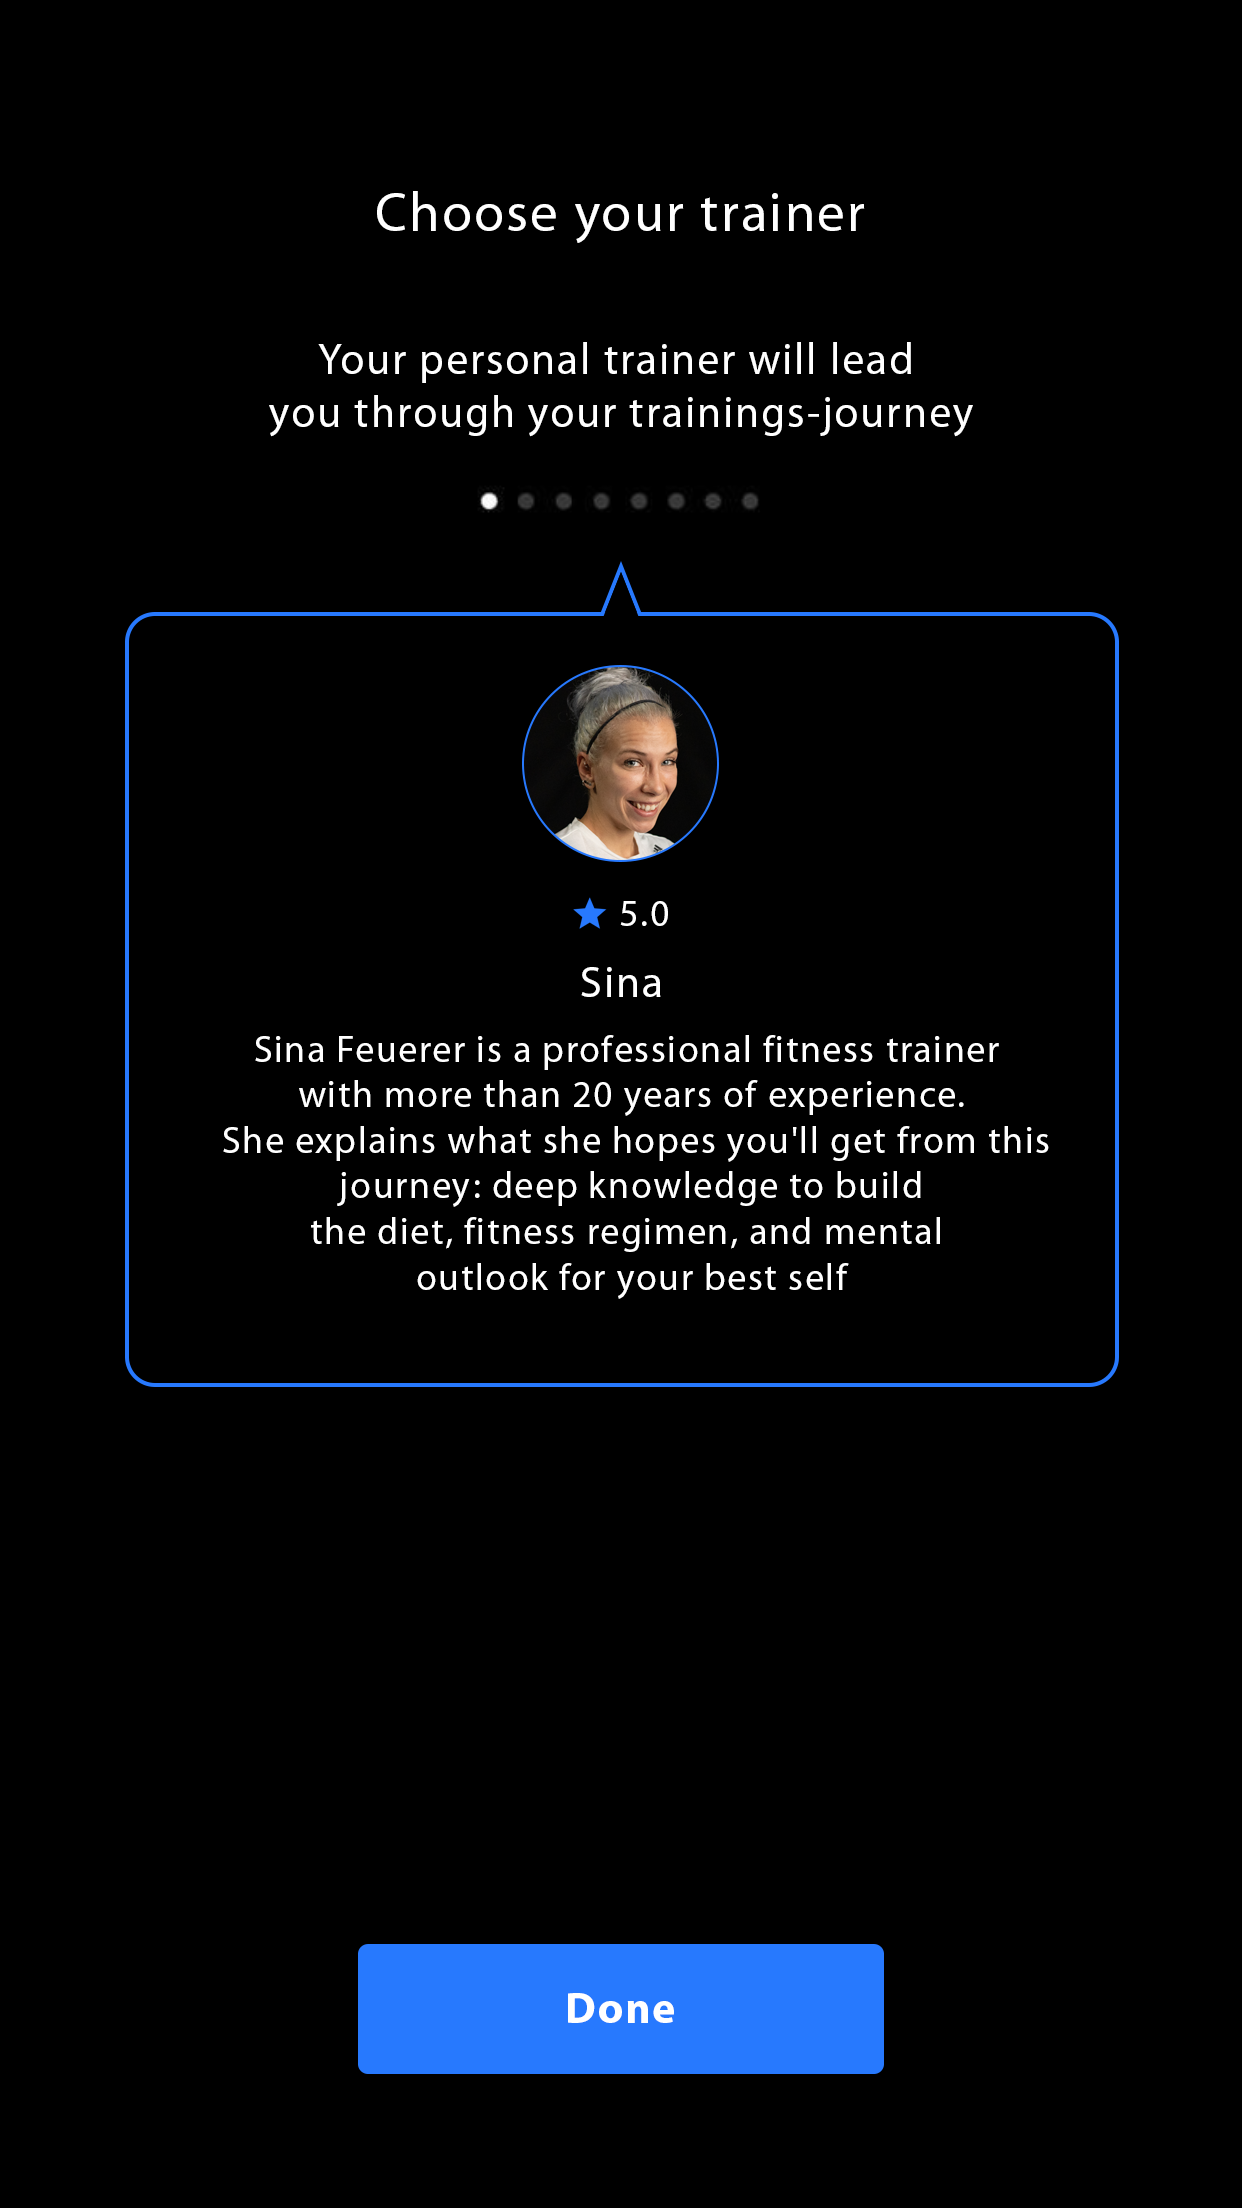 Choose your trainer
Your personal trainer will lead
you through your trainings-journey
5.0
Sina
Sina Feuerer is a professional fitness trainer
with more than 20 years of experience.
She explains what she hopes you'll get from this
journey: deep knowledge to build
the diet, fitness regimen, and mental
outlook for your best self
Done